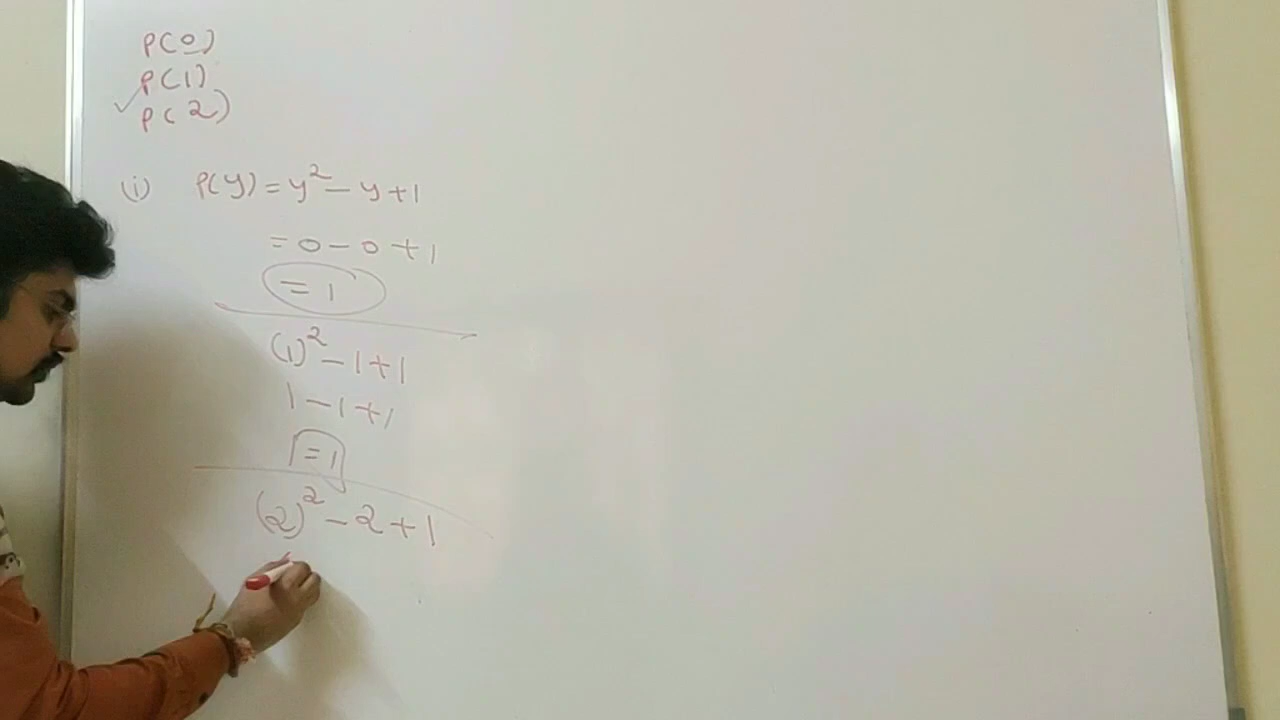 P(0)
P(1)
✓ P(2)
(i) P(y) = y² - y + 1
= 0 - 0 + 1
= 1
(1)² - 1 + 1
1 - 1 + 1
= 1
(2)² - 2 + 1